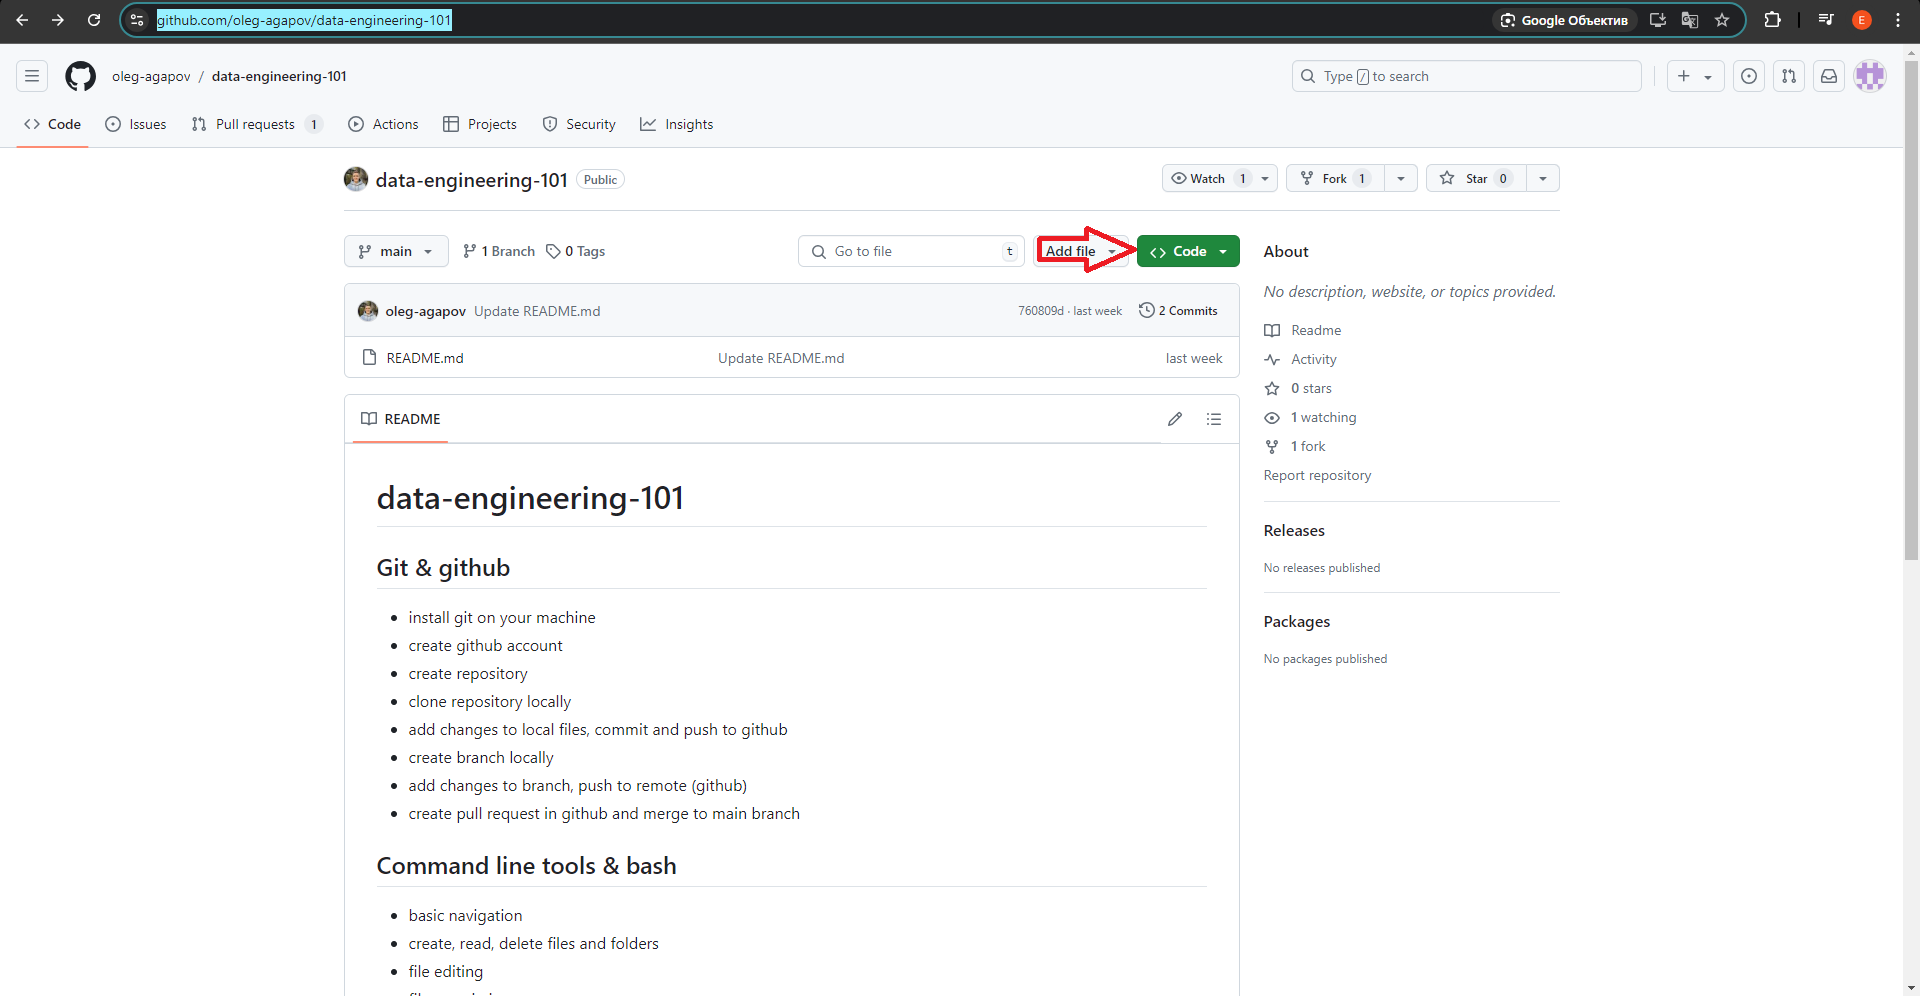 github.com/oleg-agapov/data-engineering-101
Google Объектив
E
oleg-agapov / data-engineering-101
Type / to search
Code
Issues
Pull requests 1
Actions
Projects
Security
Insights
data-engineering-101 Public
Watch 1
Fork 1
Star 0
main
1 Branch
0 Tags
Go to file t
Add file
<> Code
oleg-agapov Update README.md
760809d · last week
2 Commits
README.md Update README.md last week
README
data-engineering-101
Git & github
• install git on your machine
• create github account
• create repository
• clone repository locally
• add changes to local files, commit and push to github
• create branch locally
• add changes to branch, push to remote (github)
• create pull request in github and merge to main branch
Command line tools & bash
• basic navigation
• create, read, delete files and folders
• file editing
About
No description, website, or topics provided.
Readme
Activity
0 stars
1 watching
1 fork
Report repository
Releases
No releases published
Packages
No packages published